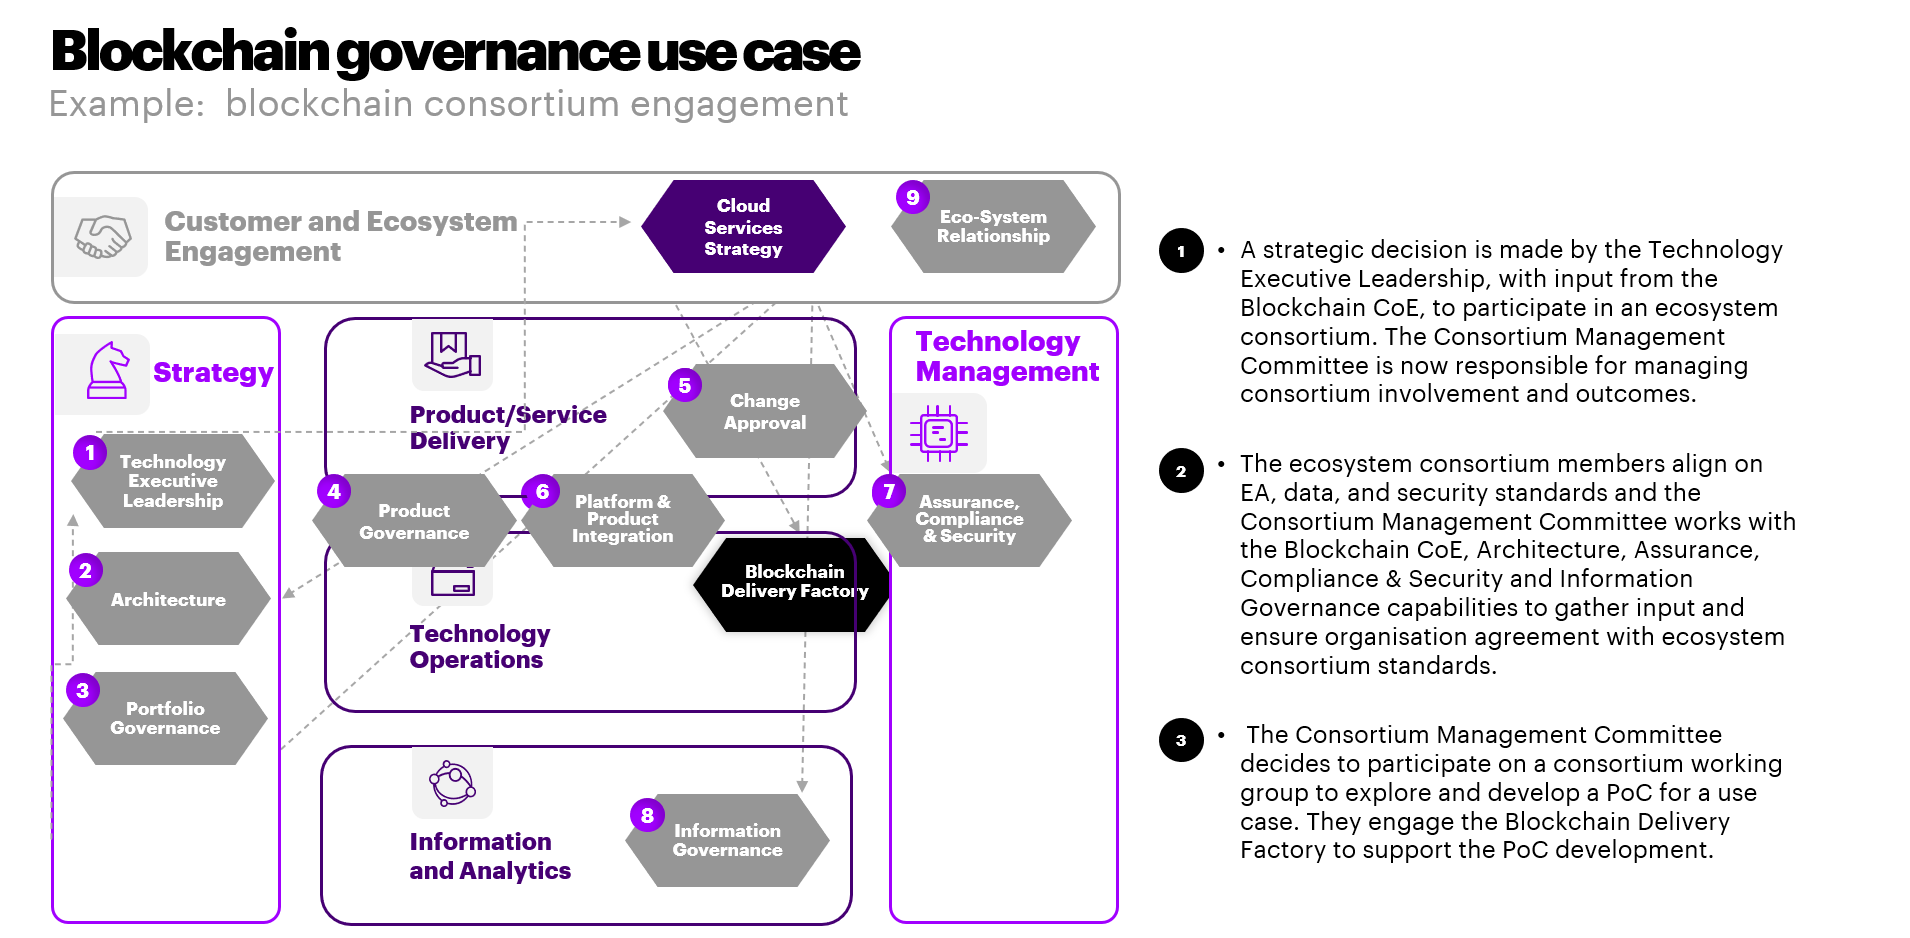 Blockchain governance use case
Example: blockchain consortium engagement
Customer and Ecosystem
Engagement
Cloud
Services
Strategy
9
Eco-System
Relationship
Strategy
1
Technology
Executive
Leadership
2
Architecture
3
Portfolio
Governance
Product/Service
Delivery
5
Change
Approval
4
Product
Governance
6
Platform &
Product
Integration
Technology
Operations
Blockchain
Delivery Factory
Information
and Analytics
8
Information
Governance
Technology
Management
7
Assurance,
Compliance
& Security
1
• A strategic decision is made by the Technology
Executive Leadership, with input from the
Blockchain CoE, to participate in an ecosystem
consortium. The Consortium Management
Committee is now responsible for managing
consortium involvement and outcomes.
2
• The ecosystem consortium members align on
EA, data, and security standards and the
Consortium Management Committee works with
the Blockchain CoE, Architecture, Assurance,
Compliance & Security and Information
Governance capabilities to gather input and
ensure organisation agreement with ecosystem
consortium standards.
3
• The Consortium Management Committee
decides to participate on a consortium working
group to explore and develop a PoC for a use
case. They engage the Blockchain Delivery
Factory to support the PoC development.